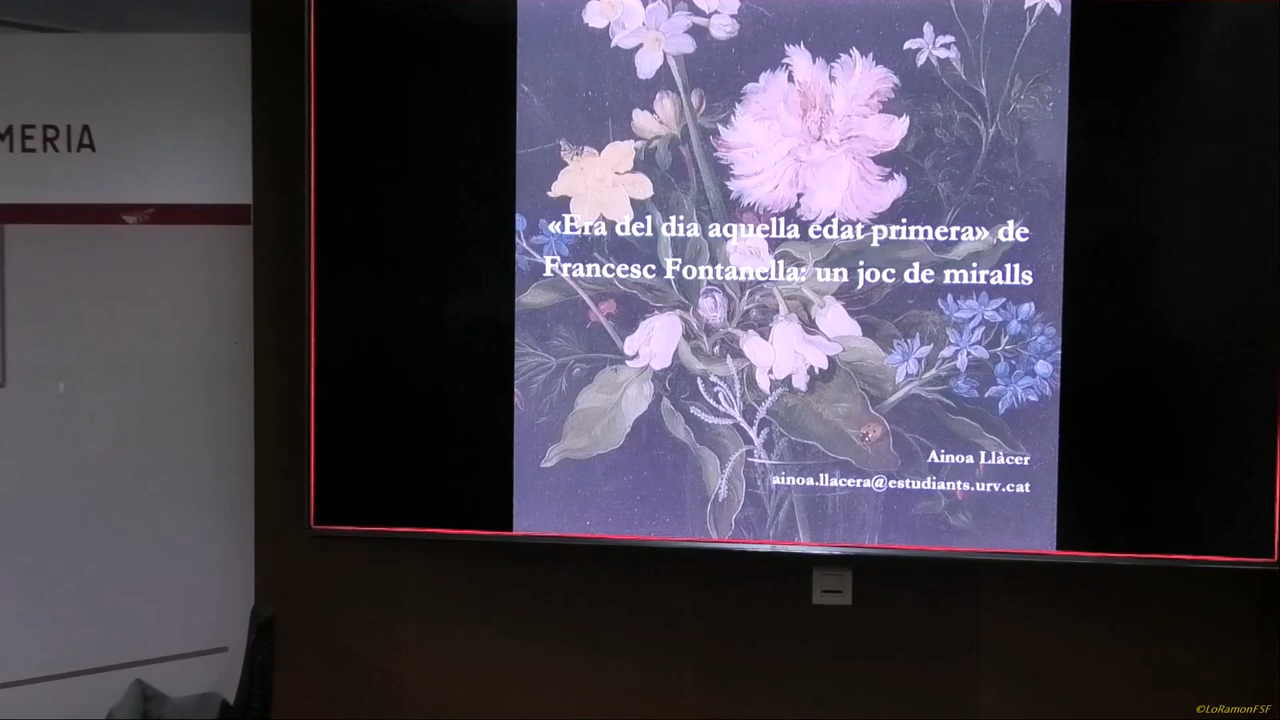 MERIA
«Era del dia aquella edat primera» de
Francesc Fontanella: un joc de miralls
Ainoa Llàcer
ainoa.llacera@estudiants.urv.cat
©LoRamonFSF